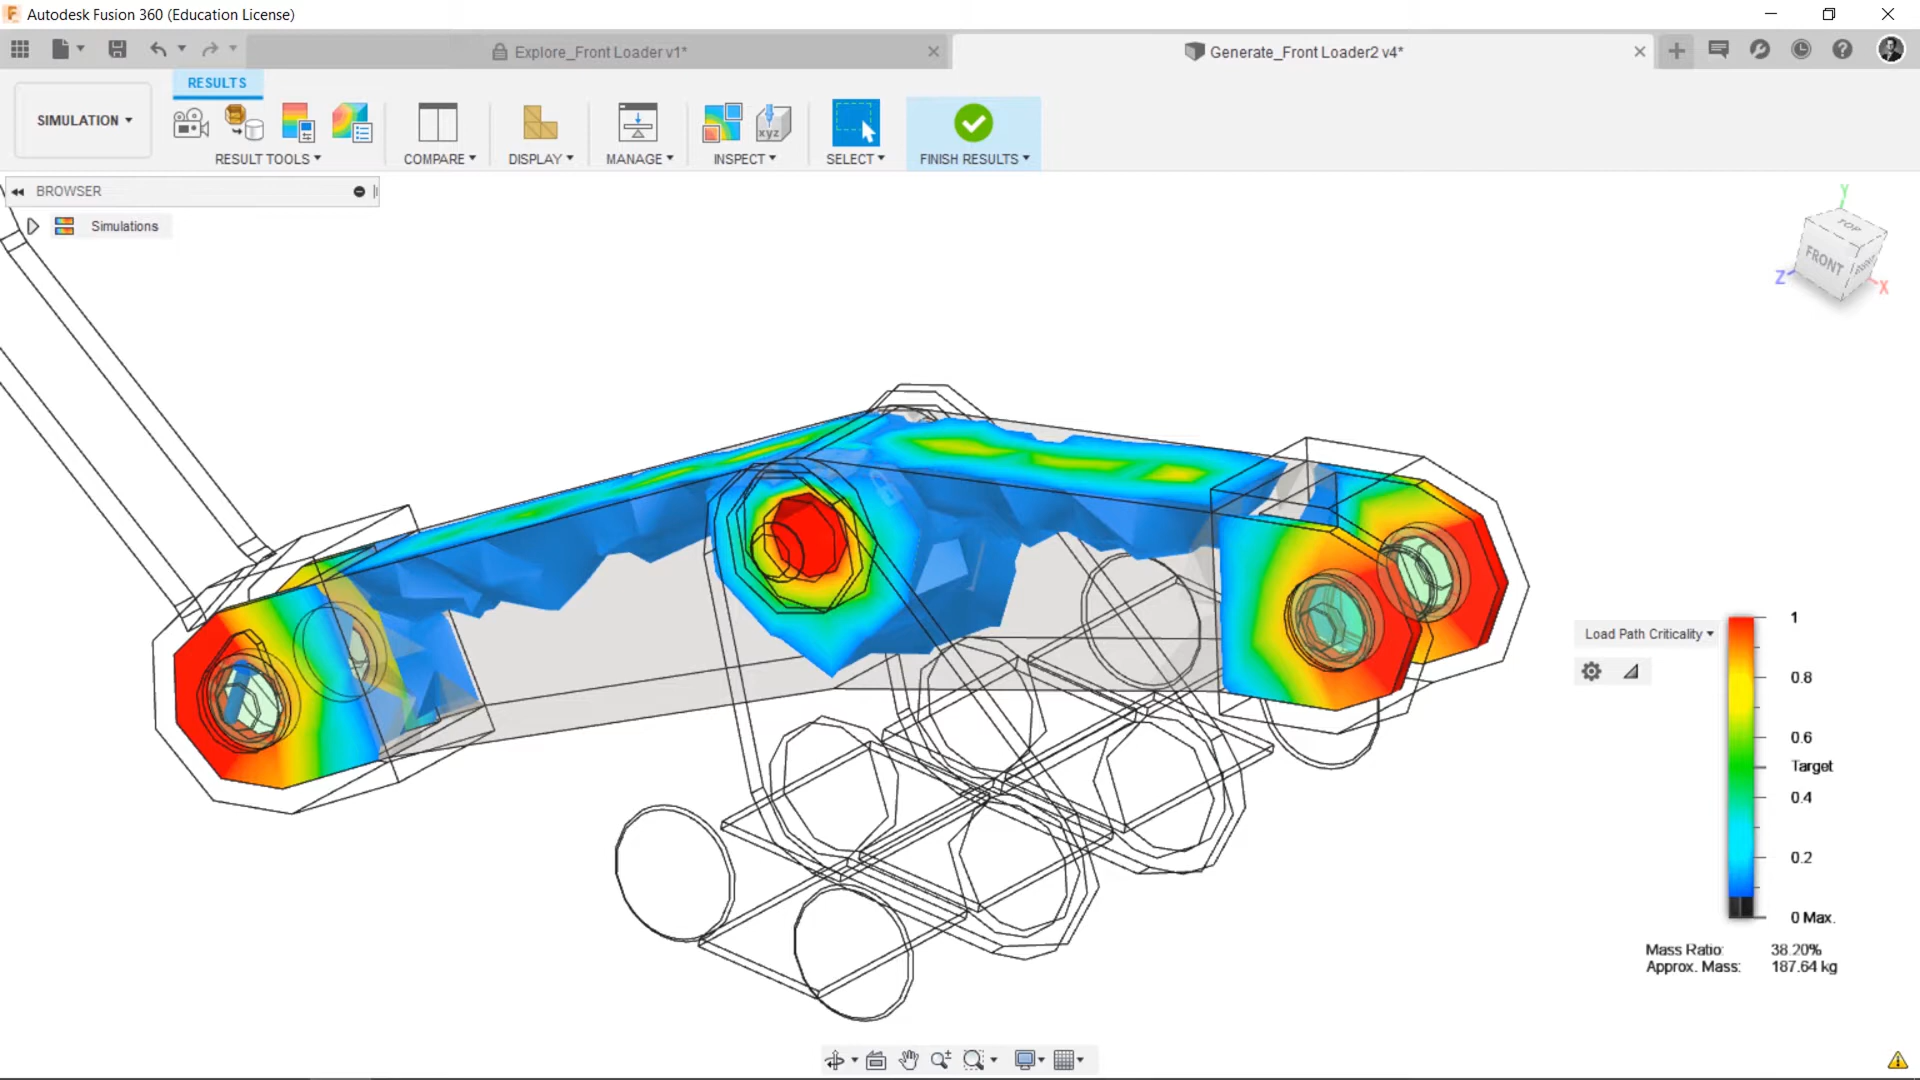 Autodesk Fusion 360 (Education License)
Explore_Front Loader v1*
Generate_Front Loader2 v4*
RESULTS
SIMULATION
RESULT TOOLS
COMPARE
DISPLAY
MANAGE
INSPECT
SELECT
FINISH RESULTS
xyz
BROWSER
Simulations
Y
TOP
FRONT
Z
X
Load Path Criticality
1
0.8
0.6
Target
0.4
0.2
0 Max.
Mass Ratio: 38.20%
Approx. Mass: 187.64 kg